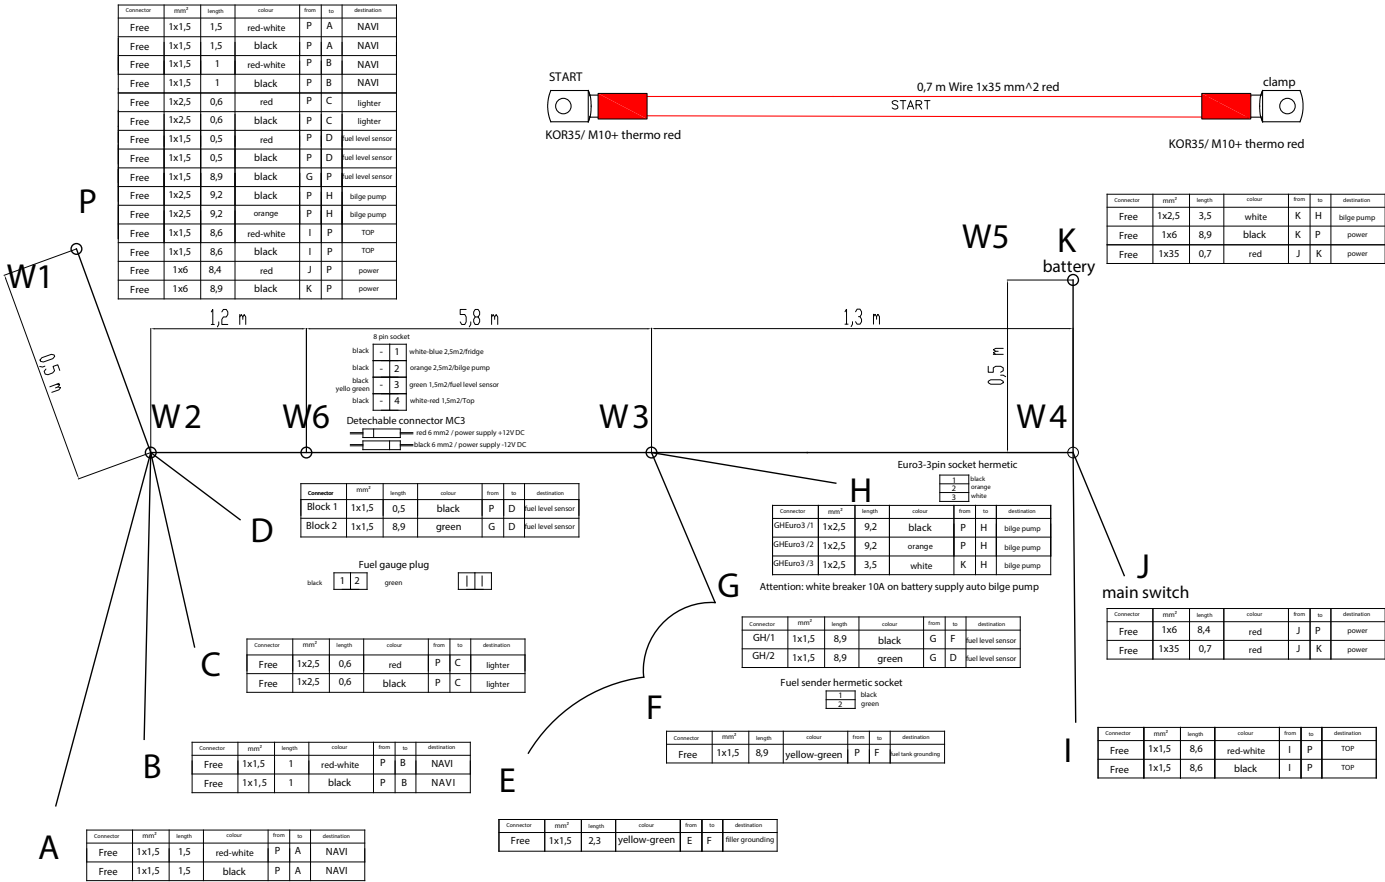 Connector mm² length colour from to destination
Free 1x1,5 1,5 red-white P A NAVI
Free 1x1,5 1,5 black P A NAVI
Free 1x1,5 1 red-white P B NAVI
Free 1x1,5 1 black P B NAVI
Free 1x2,5 0,6 red P C lighter
Free 1x2,5 0,6 black P C lighter
Free 1x1,5 0,5 red P D fuel level sensor
Free 1x1,5 0,5 black P D fuel level sensor
Free 1x1,5 8,9 black G P fuel level sensor
Free 1x2,5 9,2 black P H bilge pump
Free 1x2,5 9,2 orange P H bilge pump
Free 1x1,5 8,6 red-white I P TOP
Free 1x1,5 8,6 black I P TOP
Free 1x6 8,4 red J P power
Free 1x6 8,9 black K P power
START
0,7 m Wire 1x35 mm^2 red
START
clamp
KOR35/ M10+ thermo red
KOR35/ M10+ thermo red
P
W1
0,5 m
W5
K
battery
Connector mm² length colour from to destination
Free 1x2,5 3,5 white K H bilge pump
Free 1x6 8,9 black K P power
Free 1x35 0,7 red J K power
1,2 m
5,8 m
1,3 m
0,5 m
8 pin socket
black - 1 white-blue 2,5m2/fridge
black - 2 orange 2,5m2/bilge pump
black
yello green - 3 green 1,5m2/fuel level sensor
black - 4 white-red 1,5m2/Top
Detechable connector MC3
red 6 mm2 / power supply +12V DC
black 6 mm2 / power supply -12V DC
W2
W6
W3
W4
D
Connector mm² length colour from to destination
Block 1 1x1,5 0,5 black P D fuel level sensor
Block 2 1x1,5 8,9 green G D fuel level sensor
Fuel gauge plug
black 1 2 green
Euro3-3pin socket hermetic
1 black
2 orange
3 white
H
Connector mm² length colour from to destination
GHEuro3 /1 1x2,5 9,2 black P H bilge pump
GHEuro3 /2 1x2,5 9,2 orange P H bilge pump
GHEuro3 /3 1x2,5 3,5 white K H bilge pump
Attention: white breaker 10A on battery supply auto bilge pump
G
Connector mm² length colour from to destination
GH/1 1x1,5 8,9 black G F fuel level sensor
GH/2 1x1,5 8,9 green G D fuel level sensor
Fuel sender hermetic socket
1 black
2 green
J
main switch
Connector mm² length colour from to destination
Free 1x6 8,4 red J P power
Free 1x35 0,7 red J K power
C
Connector mm² length colour from to destination
Free 1x2,5 0,6 red P C lighter
Free 1x2,5 0,6 black P C lighter
F
Connector mm² length colour from to destination
Free 1x1,5 8,9 yellow-green P F fuel tank grounding
I
Connector mm² length colour from to destination
Free 1x1,5 8,6 red-white I P TOP
Free 1x1,5 8,6 black I P TOP
B
Connector mm² length colour from to destination
Free 1x1,5 1 red-white P B NAVI
Free 1x1,5 1 black P B NAVI
E
Connector mm² length colour from to destination
Free 1x1,5 2,3 yellow-green E F filler grounding
A
Connector mm² length colour from to destination
Free 1x1,5 1,5 red-white P A NAVI
Free 1x1,5 1,5 black P A NAVI